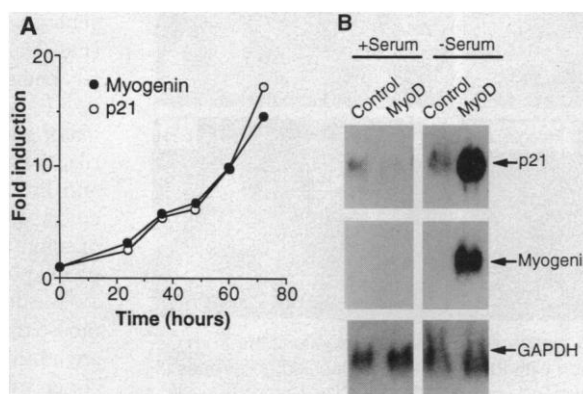 A
Fold induction
20
10
0
Myogenin
p21
0
20
40
60
80
Time (hours)
B
+Serum
-Serum
Control
MyoD
Control
MyoD
p21
Myogeni
GAPDH